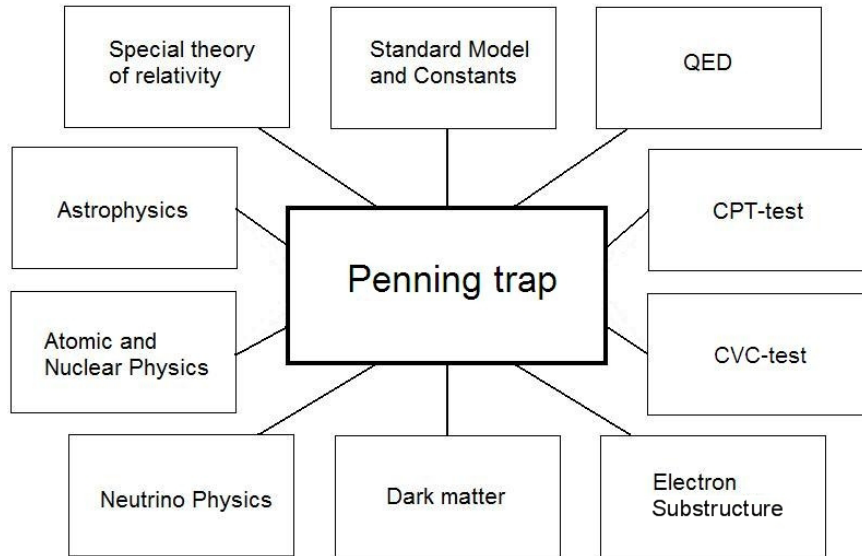 Special theory
of relativity
Standard Model
and Constants
QED
Astrophysics
CPT-test
Penning trap
Atomic and
Nuclear Physics
CVC-test
Neutrino Physics
Dark matter
Electron
Substructure